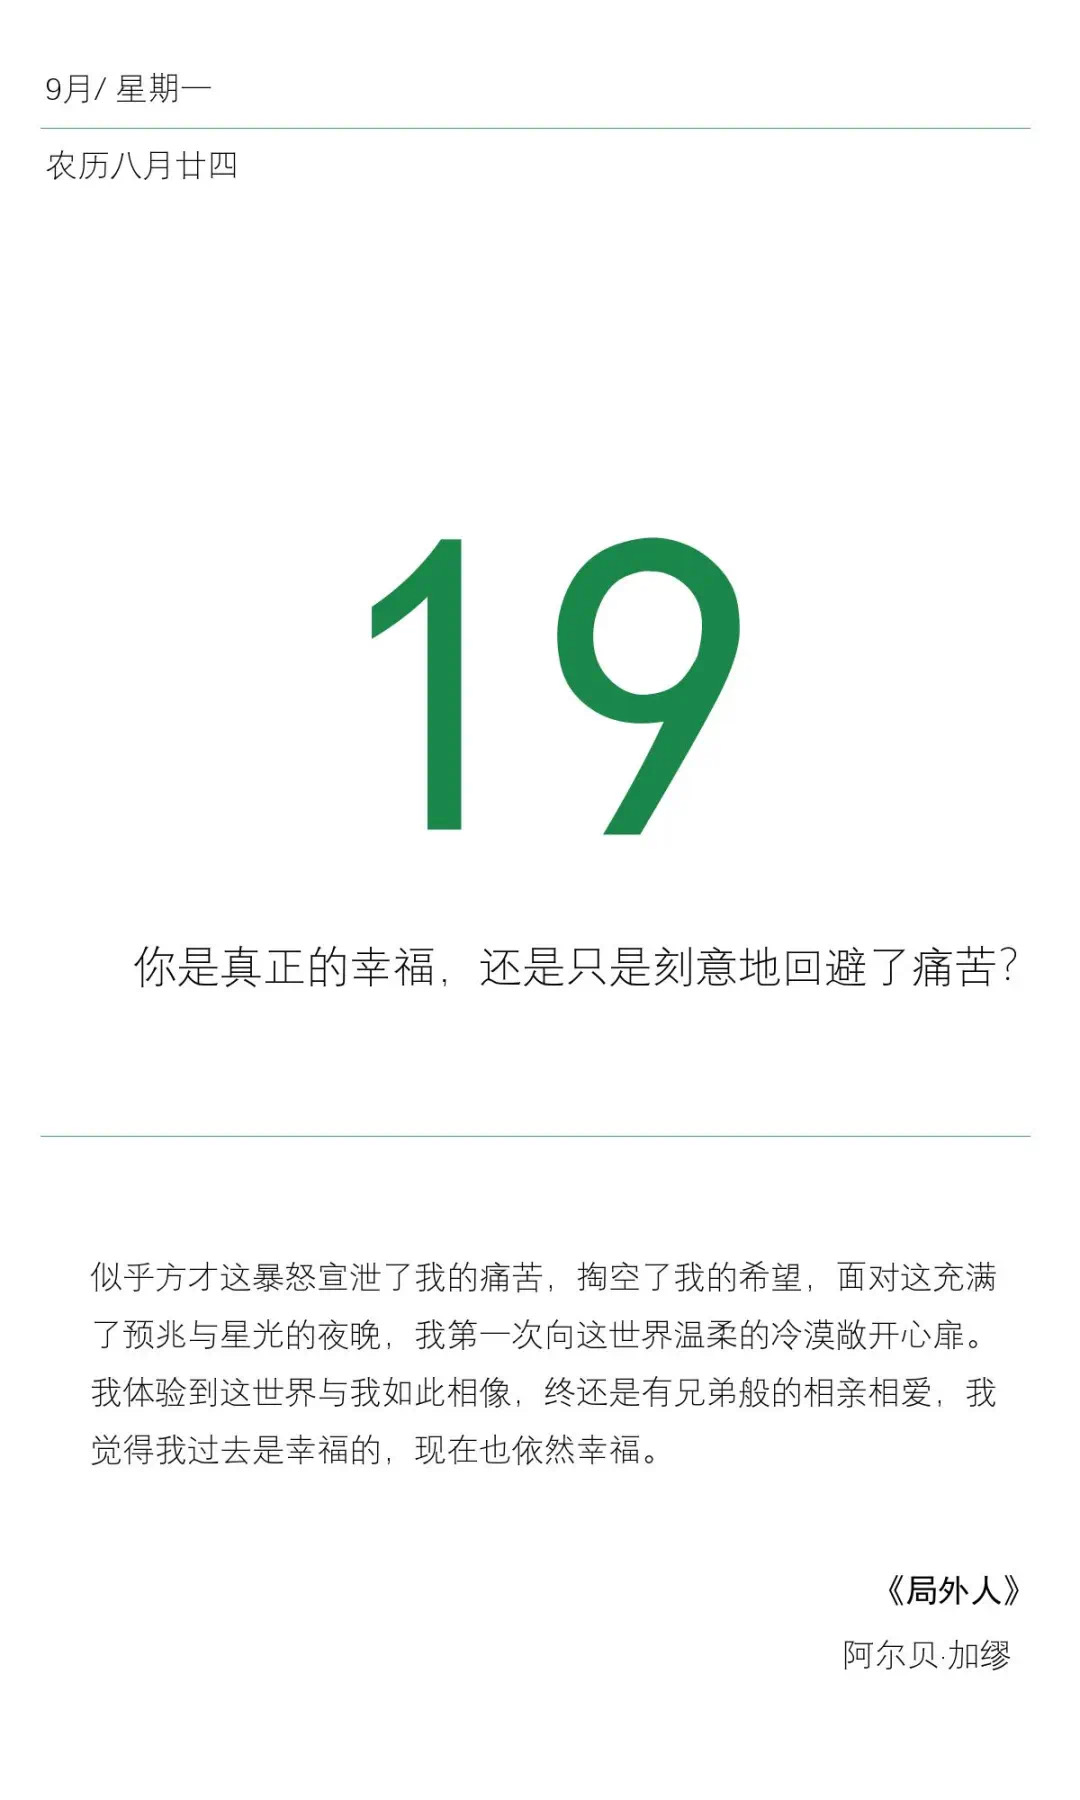 9月/ 星期一
农历八月廿四
19
你是真正的幸福，还是只是刻意地回避了痛苦？
似乎方才这暴怒宣泄了我的痛苦，掏空了我的希望，面对这充满
了预兆与星光的夜晚，我第一次向这世界温柔的冷漠敞开心扉。
我体验到这世界与我如此相像，终还是有兄弟般的相亲相爱，我
觉得我过去是幸福的，现在也依然幸福。
《局外人》
阿尔贝·加缪